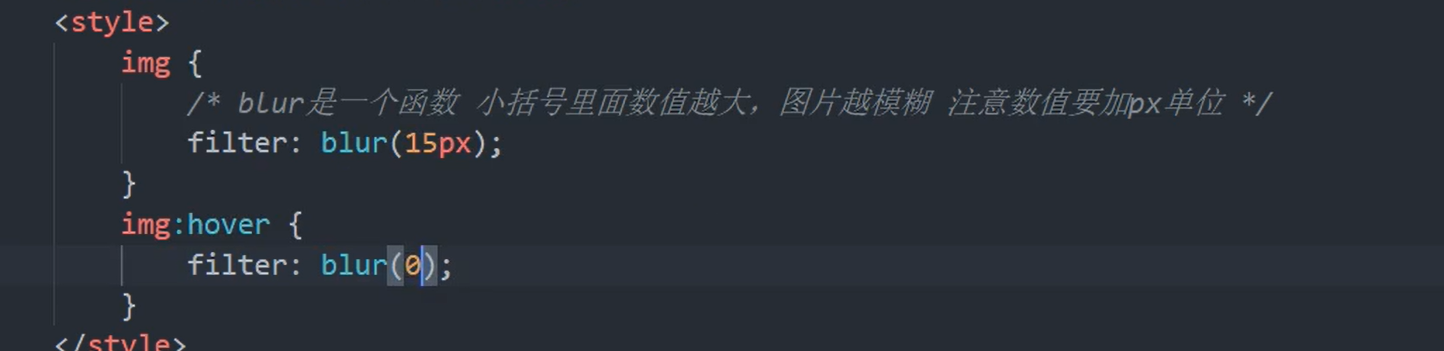 <style>
img {
/* blur是一个函数 小括号里面数值越大，图片越模糊 注意数值要加px单位 */
filter: blur(15px);
}
img:hover {
filter: blur(0);
}
</style>